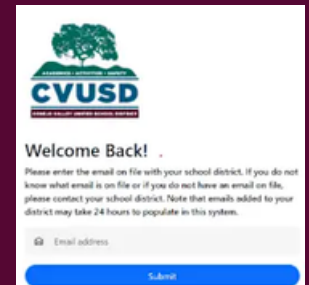 ACADEMICS • ACTIVITIES • SAFETY
CVUSD
CONEJO VALLEY UNIFIED SCHOOL DISTRICT
Welcome Back! .
Please enter the email on file with your school district. If you do not
know what email is on file or if you do not have an email on file,
please contact your school district. Note that emails added to your
district may take 24 hours to populate in this system.
Email address
Submit